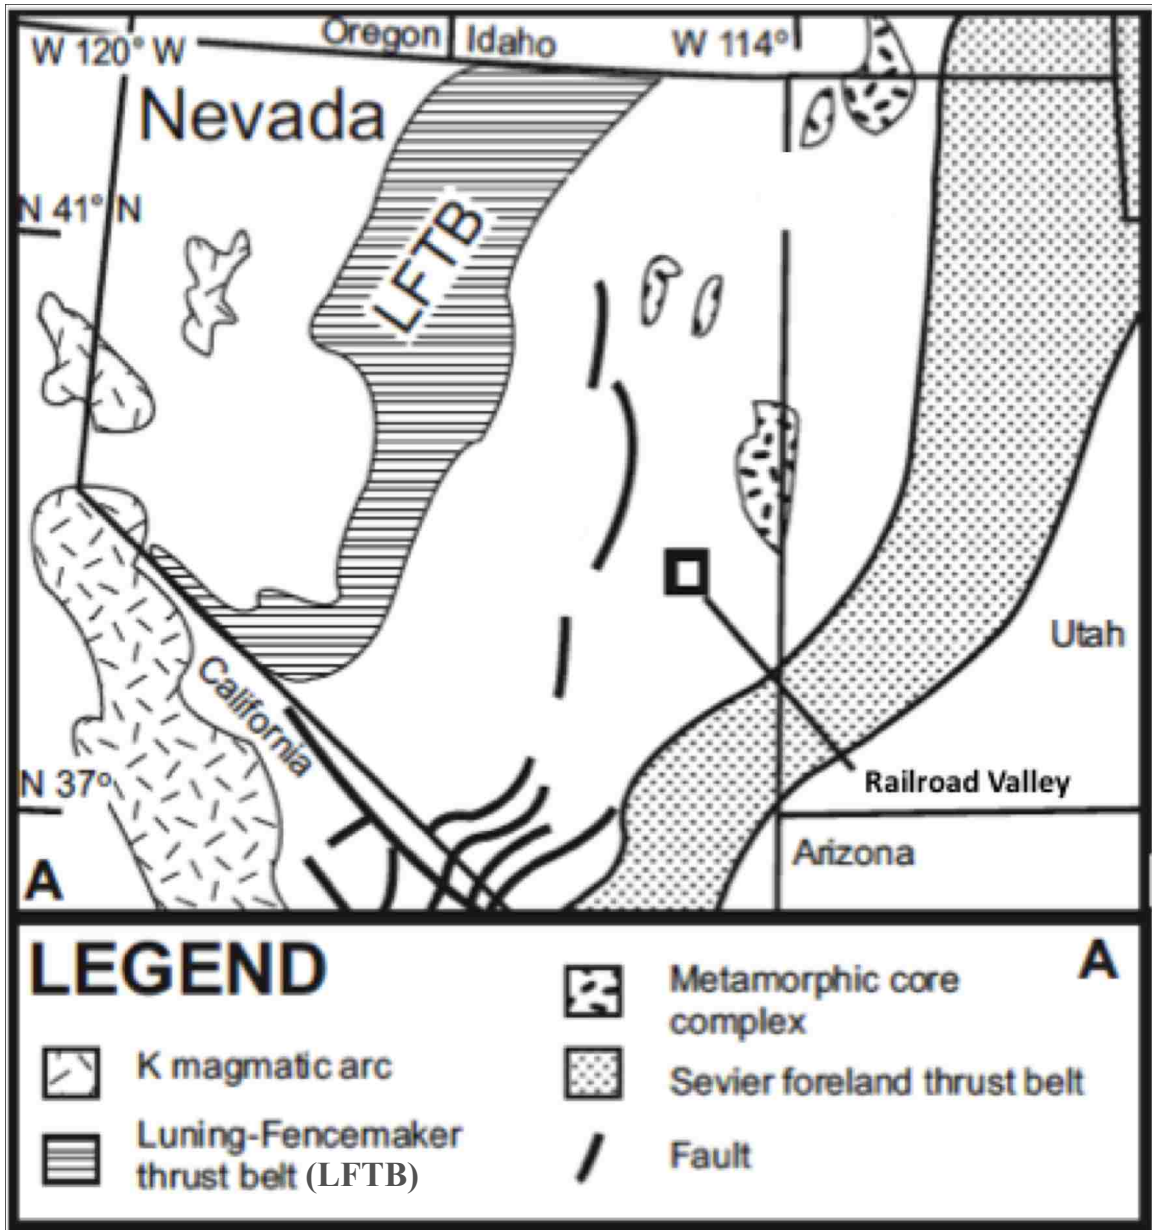 Oregon Idaho W 114°
W 120° W
Nevada
N 41° N
LFTB
Utah
California
N 37°
Railroad Valley
Arizona
A
LEGEND
A
Metamorphic core
complex
K magmatic arc
Sevier foreland thrust belt
Luning-Fencemaker
thrust belt (LFTB)
Fault